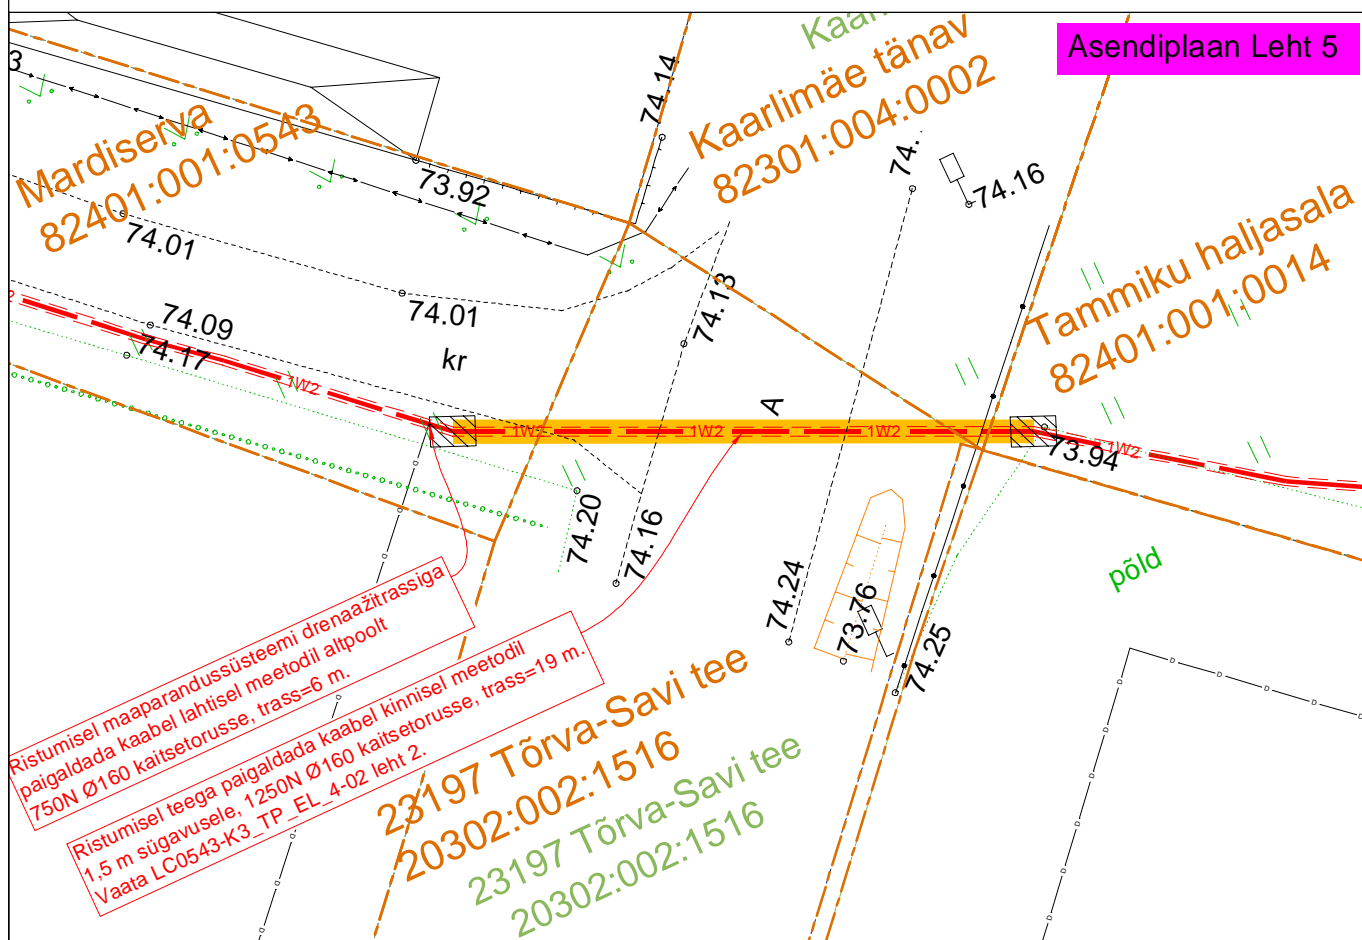 Asendiplaan Leht 5
Kaarlimäe tänav
82301:004:0002
Mardiserva
82401:001:0543
Tammiku haljasala
82401:001:0014
3
74.14
74.16
73.92
74.01
74.01
74.13
74.09
74.17
kr
A
1W2
1W2
1W2
1W2
1W2
73.94
74.20
74.16
74.24
73.76
74.25
põld
Ristumisel maaparandussüsteemi drenaažitrassiga
paigaldada kaabel lahtisel meetodil altpoolt
750N Ø160 kaitsetorusse, trass=6 m.
Ristumisel teega paigaldada kaabel kinnisel meetodil
1,5 m sügavusele, 1250N Ø160 kaitsetorusse, trass=19 m.
Vaata LC0543-K3_TP_EL_4-02 leht 2.
23197 Tõrva-Savi tee
20302:002:1516
23197 Tõrva-Savi tee
20302:002:1516